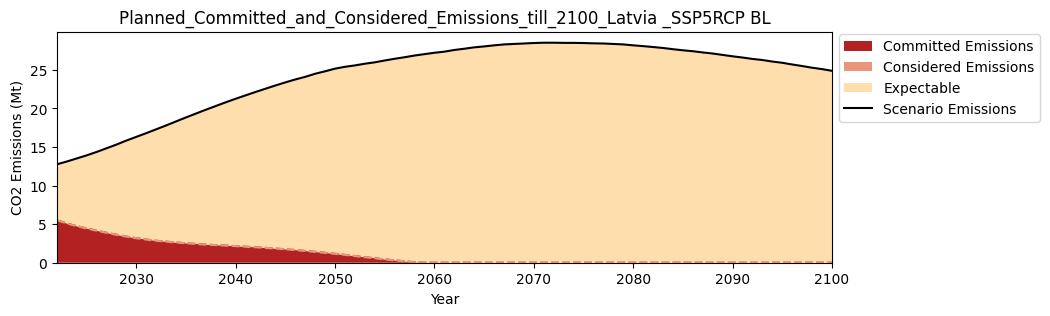 Planned_Committed_and_Considered_Emissions_till_2100_Latvia _SSP5RCP BL
CO2 Emissions (Mt)
25
20
15
10
5
0
2030 2040 2050 2060 2070 2080 2090 2100
Year
Committed Emissions
Considered Emissions
Expectable
Scenario Emissions